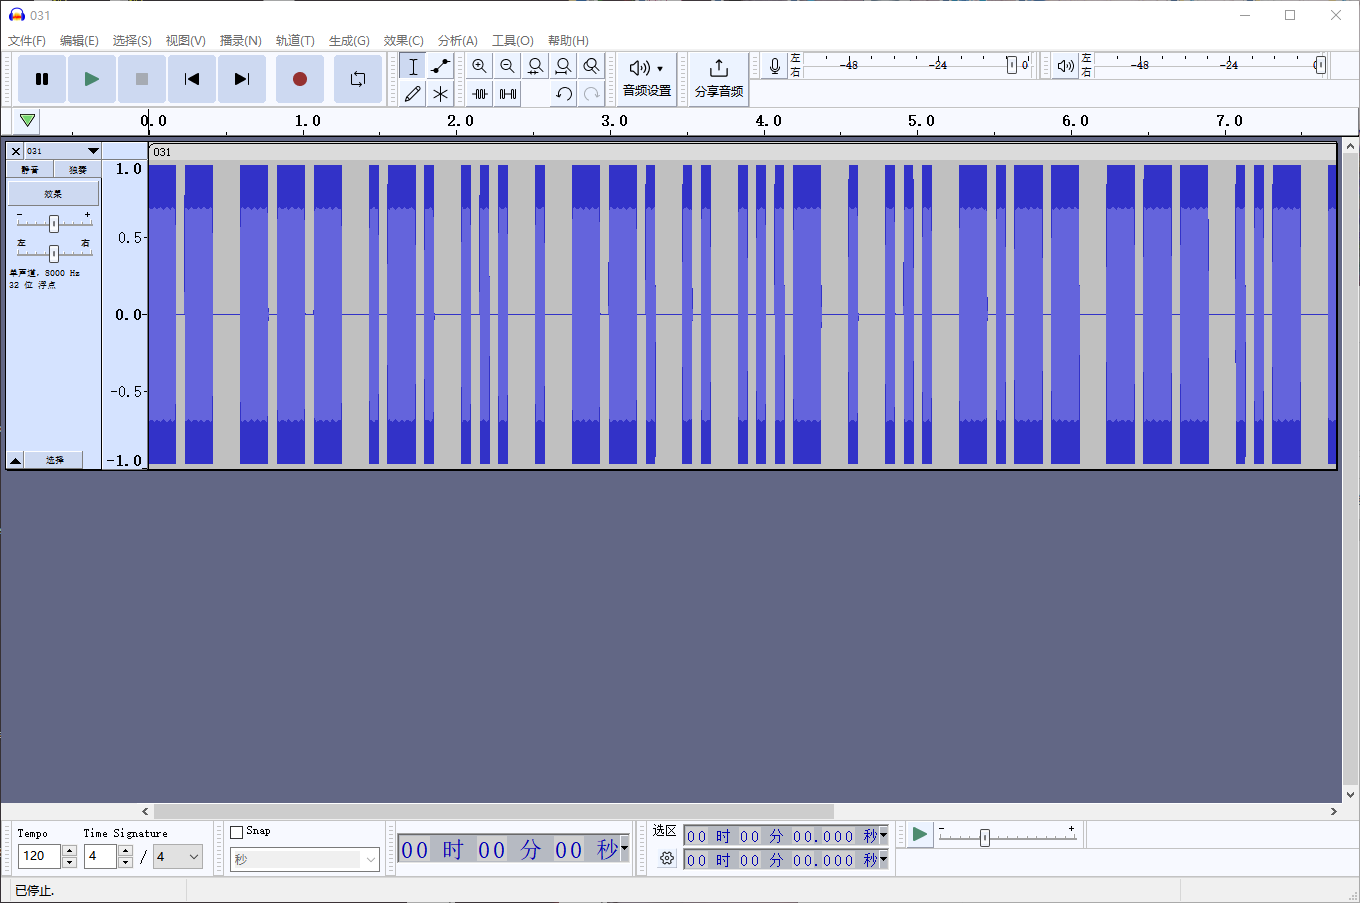 031
文件(F) 编辑(E) 选择(S) 视图(V) 播录(N) 轨道(T) 生成(G) 效果(C) 分析(A) 工具(O) 帮助(H)
音频设置 分享音频
左 右 -48 -24 0
左 右 -48 -24 0
0.0 1.0 2.0 3.0 4.0 5.0 6.0 7.0
031
031
静音 独奏
效果
- +
左 右
单声道, 8000 Hz
32 位 浮点
选择
1.0
0.5
0.0
-0.5
-1.0
Tempo Time Signature
120 4 / 4
Snap
秒
00 时 00 分 00 秒
选区
00 时 00 分 00.000 秒
00 时 00 分 00.000 秒
- +
已停止.